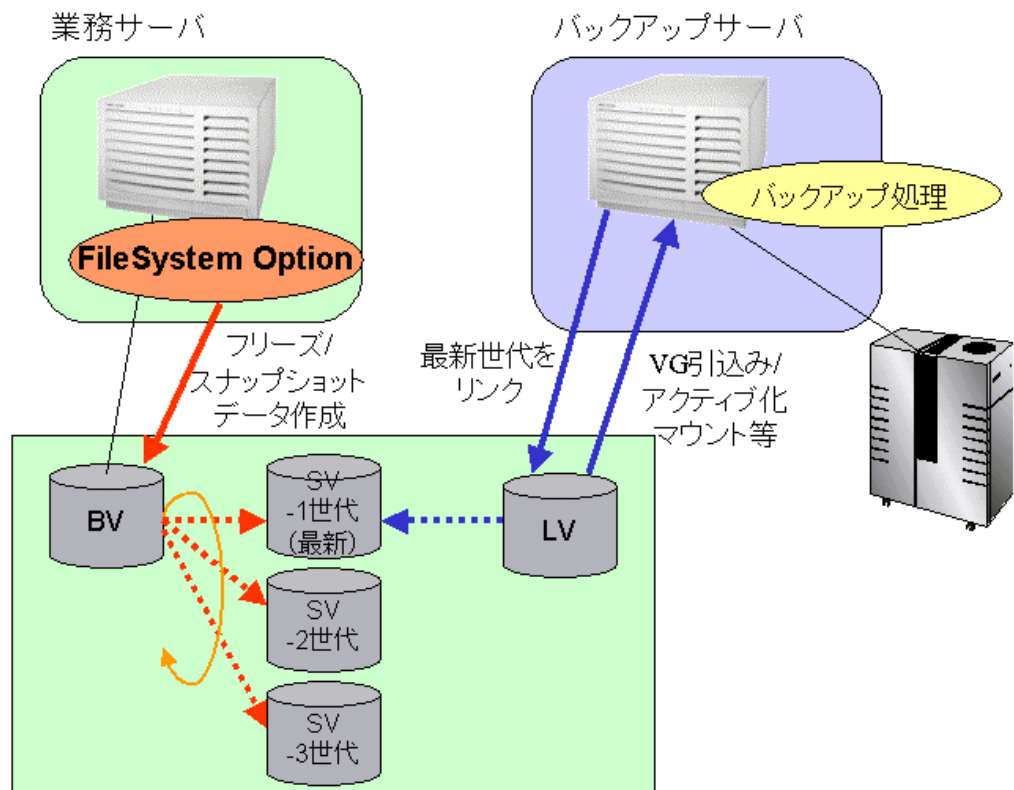 業務サーバ
バックアップサーバ
バックアップ処理
FileSystem Option
フリーズ/
スナップショット
データ作成
最新世代を
リンク
VG引込み/
アクティブ化
マウント等
BV
SV
-1世代
(最新)
LV
SV
-2世代
SV
-3世代